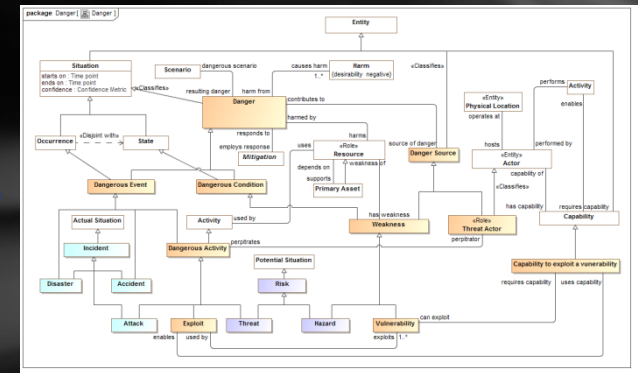 package Danger [ Danger ]
Entity
Situation
starts on : Time point
ends on : Time point
confidence : Confidence Metric
Scenario
dangerous scenario
causes harm
1..*
Harm
{desirability negative}
«Classifies»
«Classifies»
resulting danger
harm from
Danger
contributes to
harmed by
«Entity»
Physical Location
operates at
performs
Activity
enables
Occurrence
«Disjoint with»
State
responds to
employs response
Mitigation
uses
harms
«Role»
Resource
depends on
weakness of
supports
Primary Asset
source of danger
Danger Source
hosts
performed by
«Entity»
Actor
capability of
«Classifies»
has capability
requires capability
Dangerous Event
Dangerous Condition
Actual Situation
Activity
used by
has weakness
Weakness
«Role»
Threat Actor
Capability
Incident
Dangerous Activity
perpitrates
perpitrator
Potential Situation
Capability to exploit a vunerability
Disaster
Accident
Risk
requires capability
uses capability
Attack
Exploit
Threat
Hazard
Vulnerability
can exploit
enables
used by
exploits
1..*